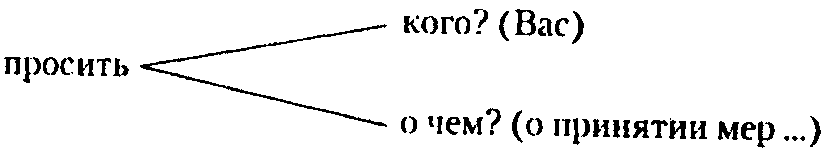 кого? (Вас)
просить
о чем? (о принятии мер ...)